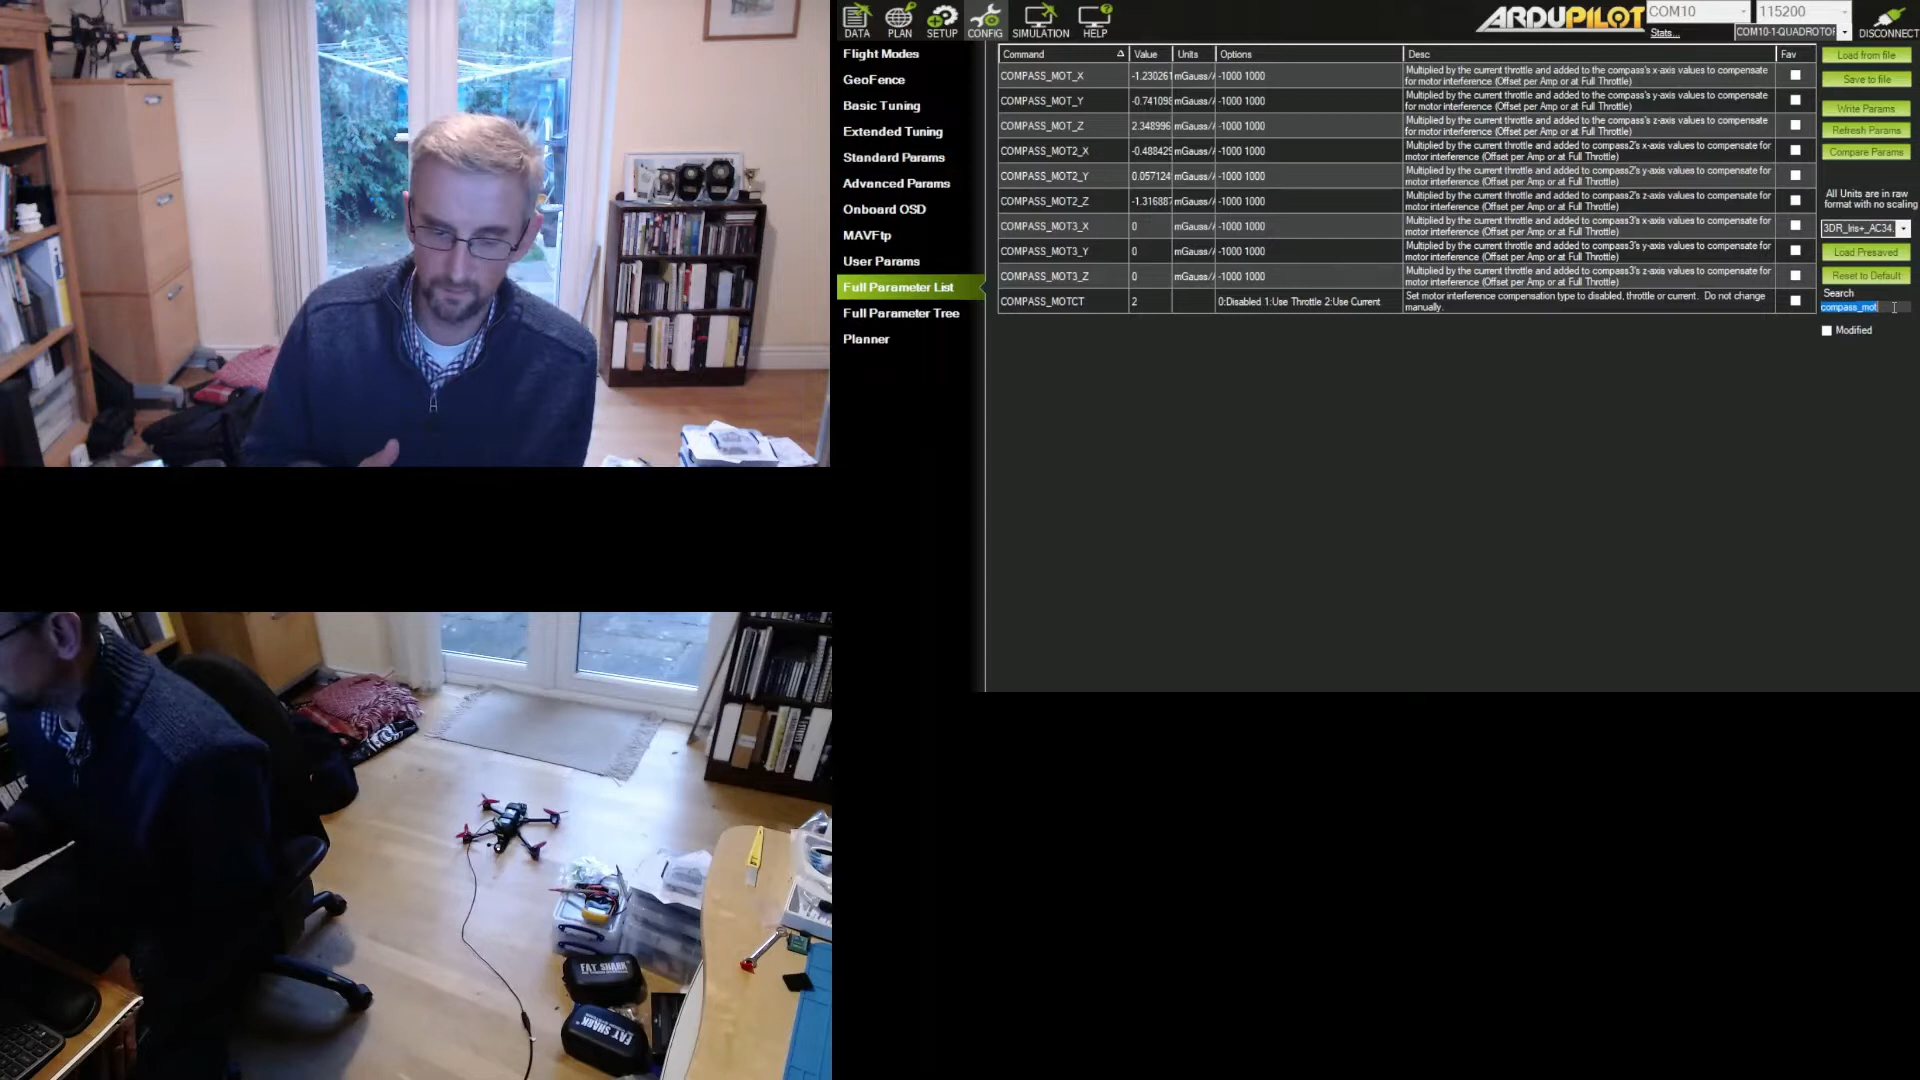 DATA
PLAN
SETUP
CONFIG
SIMULATION
HELP
ARDUPILOT
COM10
115200
Stats...
COM10-1-QUADROTOR
DISCONNECT
Flight Modes
GeoFence
Basic Tuning
Extended Tuning
Standard Params
Advanced Params
Onboard OSD
MAVFtp
User Params
Full Parameter List
Full Parameter Tree
Planner
Command Value Units Options Desc Fav
COMPASS_MOT_X -1.230261 mGauss/A -1000 1000 Multiplied by the current throttle and added to the compass's x-axis values to compensate
for motor interference (Offset per Amp or at Full Throttle)
COMPASS_MOT_Y -0.741098 mGauss/A -1000 1000 Multiplied by the current throttle and added to the compass's y-axis values to compensate
for motor interference (Offset per Amp or at Full Throttle)
COMPASS_MOT_Z 2.348996 mGauss/A -1000 1000 Multiplied by the current throttle and added to the compass's z-axis values to compensate
for motor interference (Offset per Amp or at Full Throttle)
COMPASS_MOT2_X -0.488429 mGauss/A -1000 1000 Multiplied by the current throttle and added to compass2's x-axis values to compensate for
motor interference (Offset per Amp or at Full Throttle)
COMPASS_MOT2_Y 0.057124 mGauss/A -1000 1000 Multiplied by the current throttle and added to compass2's y-axis values to compensate for
motor interference (Offset per Amp or at Full Throttle)
COMPASS_MOT2_Z -1.316887 mGauss/A -1000 1000 Multiplied by the current throttle and added to compass2's z-axis values to compensate for
motor interference (Offset per Amp or at Full Throttle)
COMPASS_MOT3_X 0 mGauss/A -1000 1000 Multiplied by the current throttle and added to compass3's x-axis values to compensate for
motor interference (Offset per Amp or at Full Throttle)
COMPASS_MOT3_Y 0 mGauss/A -1000 1000 Multiplied by the current throttle and added to compass3's y-axis values to compensate for
motor interference (Offset per Amp or at Full Throttle)
COMPASS_MOT3_Z 0 mGauss/A -1000 1000 Multiplied by the current throttle and added to compass3's z-axis values to compensate for
motor interference (Offset per Amp or at Full Throttle)
COMPASS_MOTCT 2 0:Disabled 1:Use Throttle 2:Use Current Set motor interference compensation type to disabled, throttle or current. Do not change
manually.
Load from file
Save to file
Write Params
Refresh Params
Compare Params
All Units are in raw
format with no scaling
3DR_Iris+_AC34.
Load Presaved
Reset to Default
Search
compass_mot
Modified
FAT SHARK
FAT SHARK